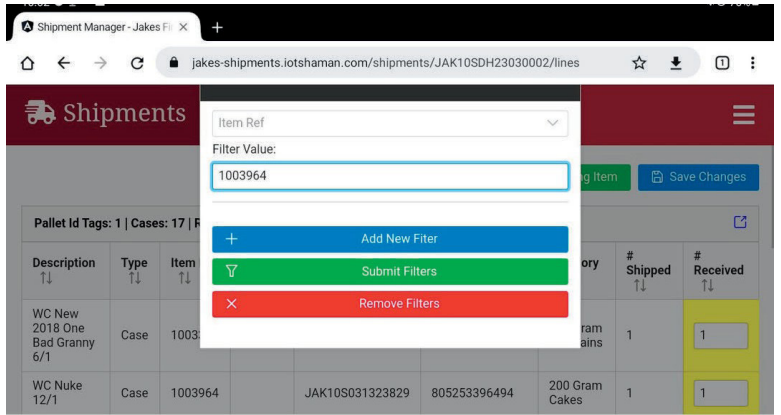 Shipment Manager - Jakes Fi
jakes-shipments.iotshaman.com/shipments/JAK10SDH23030002/lines
1
Shipments
Item Ref
Filter Value:
1003964
g Item
Save Changes
Pallet Id Tags: 1 | Cases: 17 | R
Add New Fiter
Submit Filters
Remove Filters
Description
Type
Item
ory
# Shipped
# Received
WC New
2018 One
Bad Granny
6/1
Case
1003
ram
ains
1
1
WC Nuke
12/1
Case
1003964
JAK10S031323829
805253396494
200 Gram
Cakes
1
1